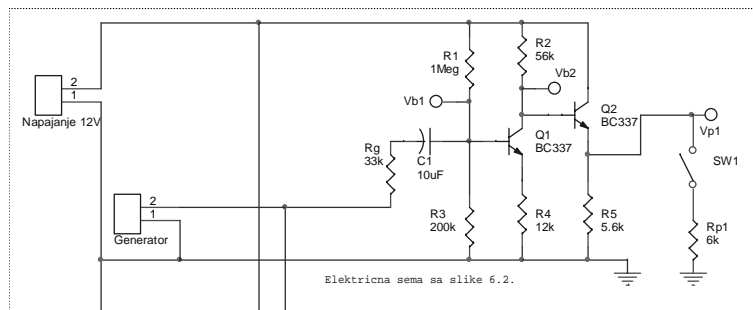 R1
1Meg
R2
56k
Vb2
2
1
Napajanje 12V
Vb1
Q2
BC337
Q1
BC337
Vp1
Rg
33k
C1
10uF
SW1
2
1
Generator
R3
200k
R4
12k
R5
5.6k
Rp1
6k
Elektricna sema sa slike 6.2.